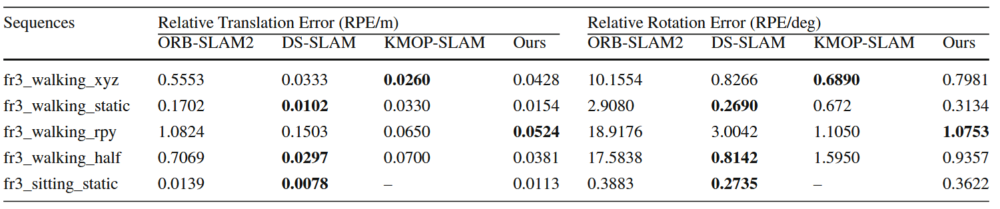 Sequences Relative Translation Error (RPE/m) Relative Rotation Error (RPE/deg)
ORB-SLAM2 DS-SLAM KMOP-SLAM Ours ORB-SLAM2 DS-SLAM KMOP-SLAM Ours
fr3_walking_xyz 0.5553 0.0333 0.0260 0.0428 10.1554 0.8266 0.6890 0.7981
fr3_walking_static 0.1702 0.0102 0.0330 0.0154 2.9080 0.2690 0.672 0.3134
fr3_walking_rpy 1.0824 0.1503 0.0650 0.0524 18.9176 3.0042 1.1050 1.0753
fr3_walking_half 0.7069 0.0297 0.0700 0.0381 17.5838 0.8142 1.5950 0.9357
fr3_sitting_static 0.0139 0.0078 – 0.0113 0.3883 0.2735 – 0.3622